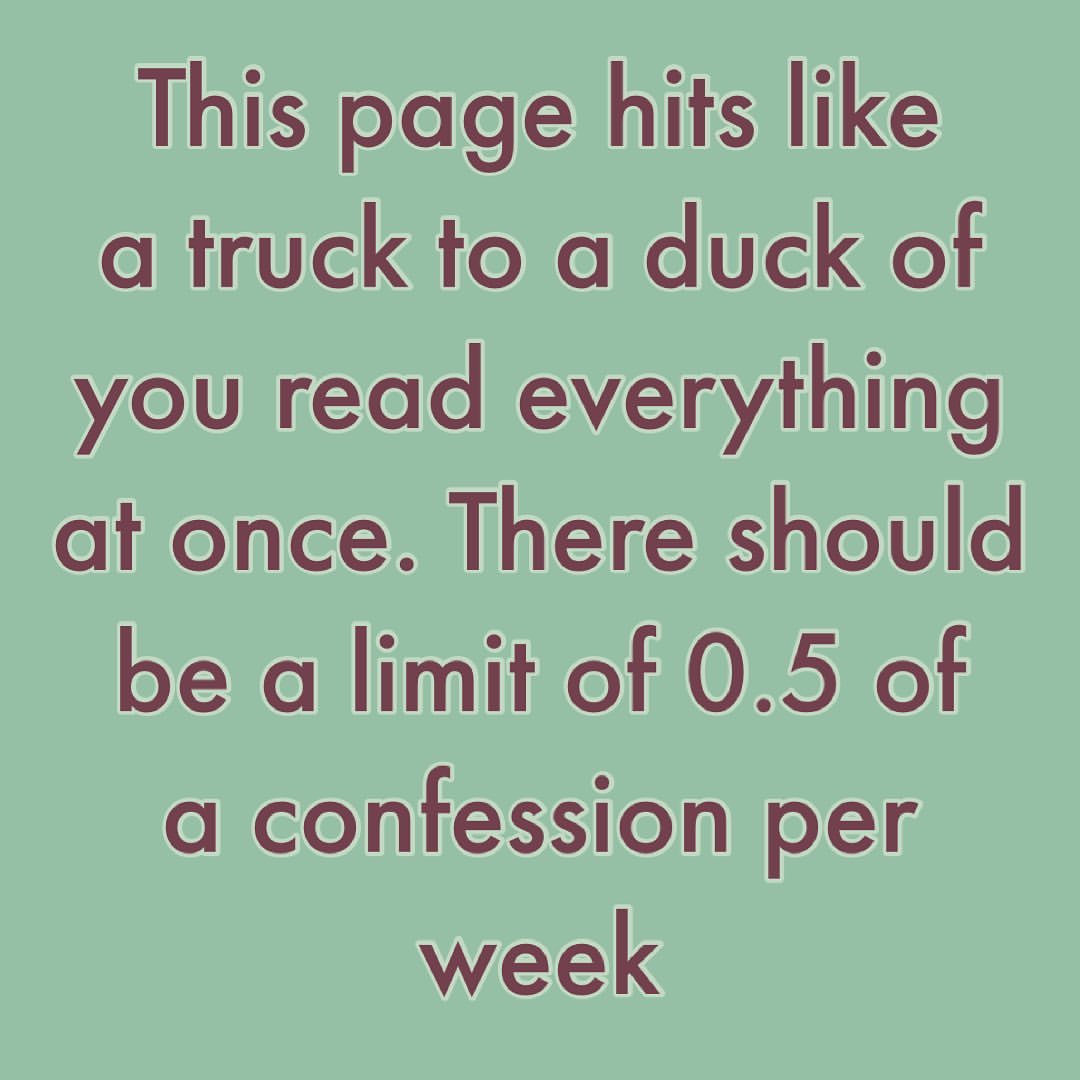 This page hits like
a truck to a duck of
you read everything
at once. There should
be a limit of 0.5 of
a confession per
week